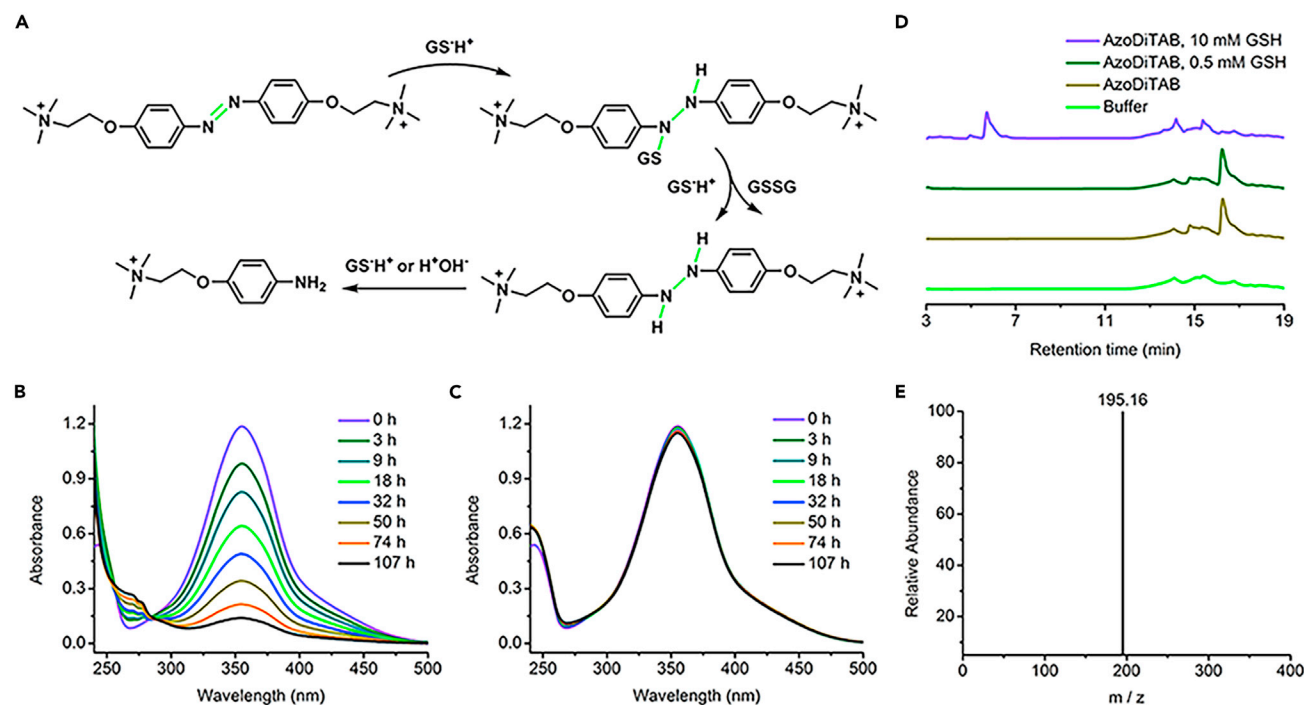 A
GS⁻H⁺
N⁺
O
N
N
O
N⁺
N⁺
O
H
N
N
GS
O
N⁺
GS⁻H⁺
GSSG
N⁺
O
NH₂
GS⁻H⁺ or H⁺OH⁻
N⁺
O
H
N
N
H
O
N⁺
B
Absorbance
1.2
0.9
0.6
0.3
0.0
0 h
3 h
9 h
18 h
32 h
50 h
74 h
107 h
250 300 350 400 450 500
Wavelength (nm)
C
Absorbance
1.2
0.9
0.6
0.3
0.0
0 h
3 h
9 h
18 h
32 h
50 h
74 h
107 h
250 300 350 400 450 500
Wavelength (nm)
D
AzoDiTAB, 10 mM GSH
AzoDiTAB, 0.5 mM GSH
AzoDiTAB
Buffer
3 7 11 15 19
Retention time (min)
E
Relative Abundance
100
80
60
40
20
195.16
0 100 200 300 400
m / z